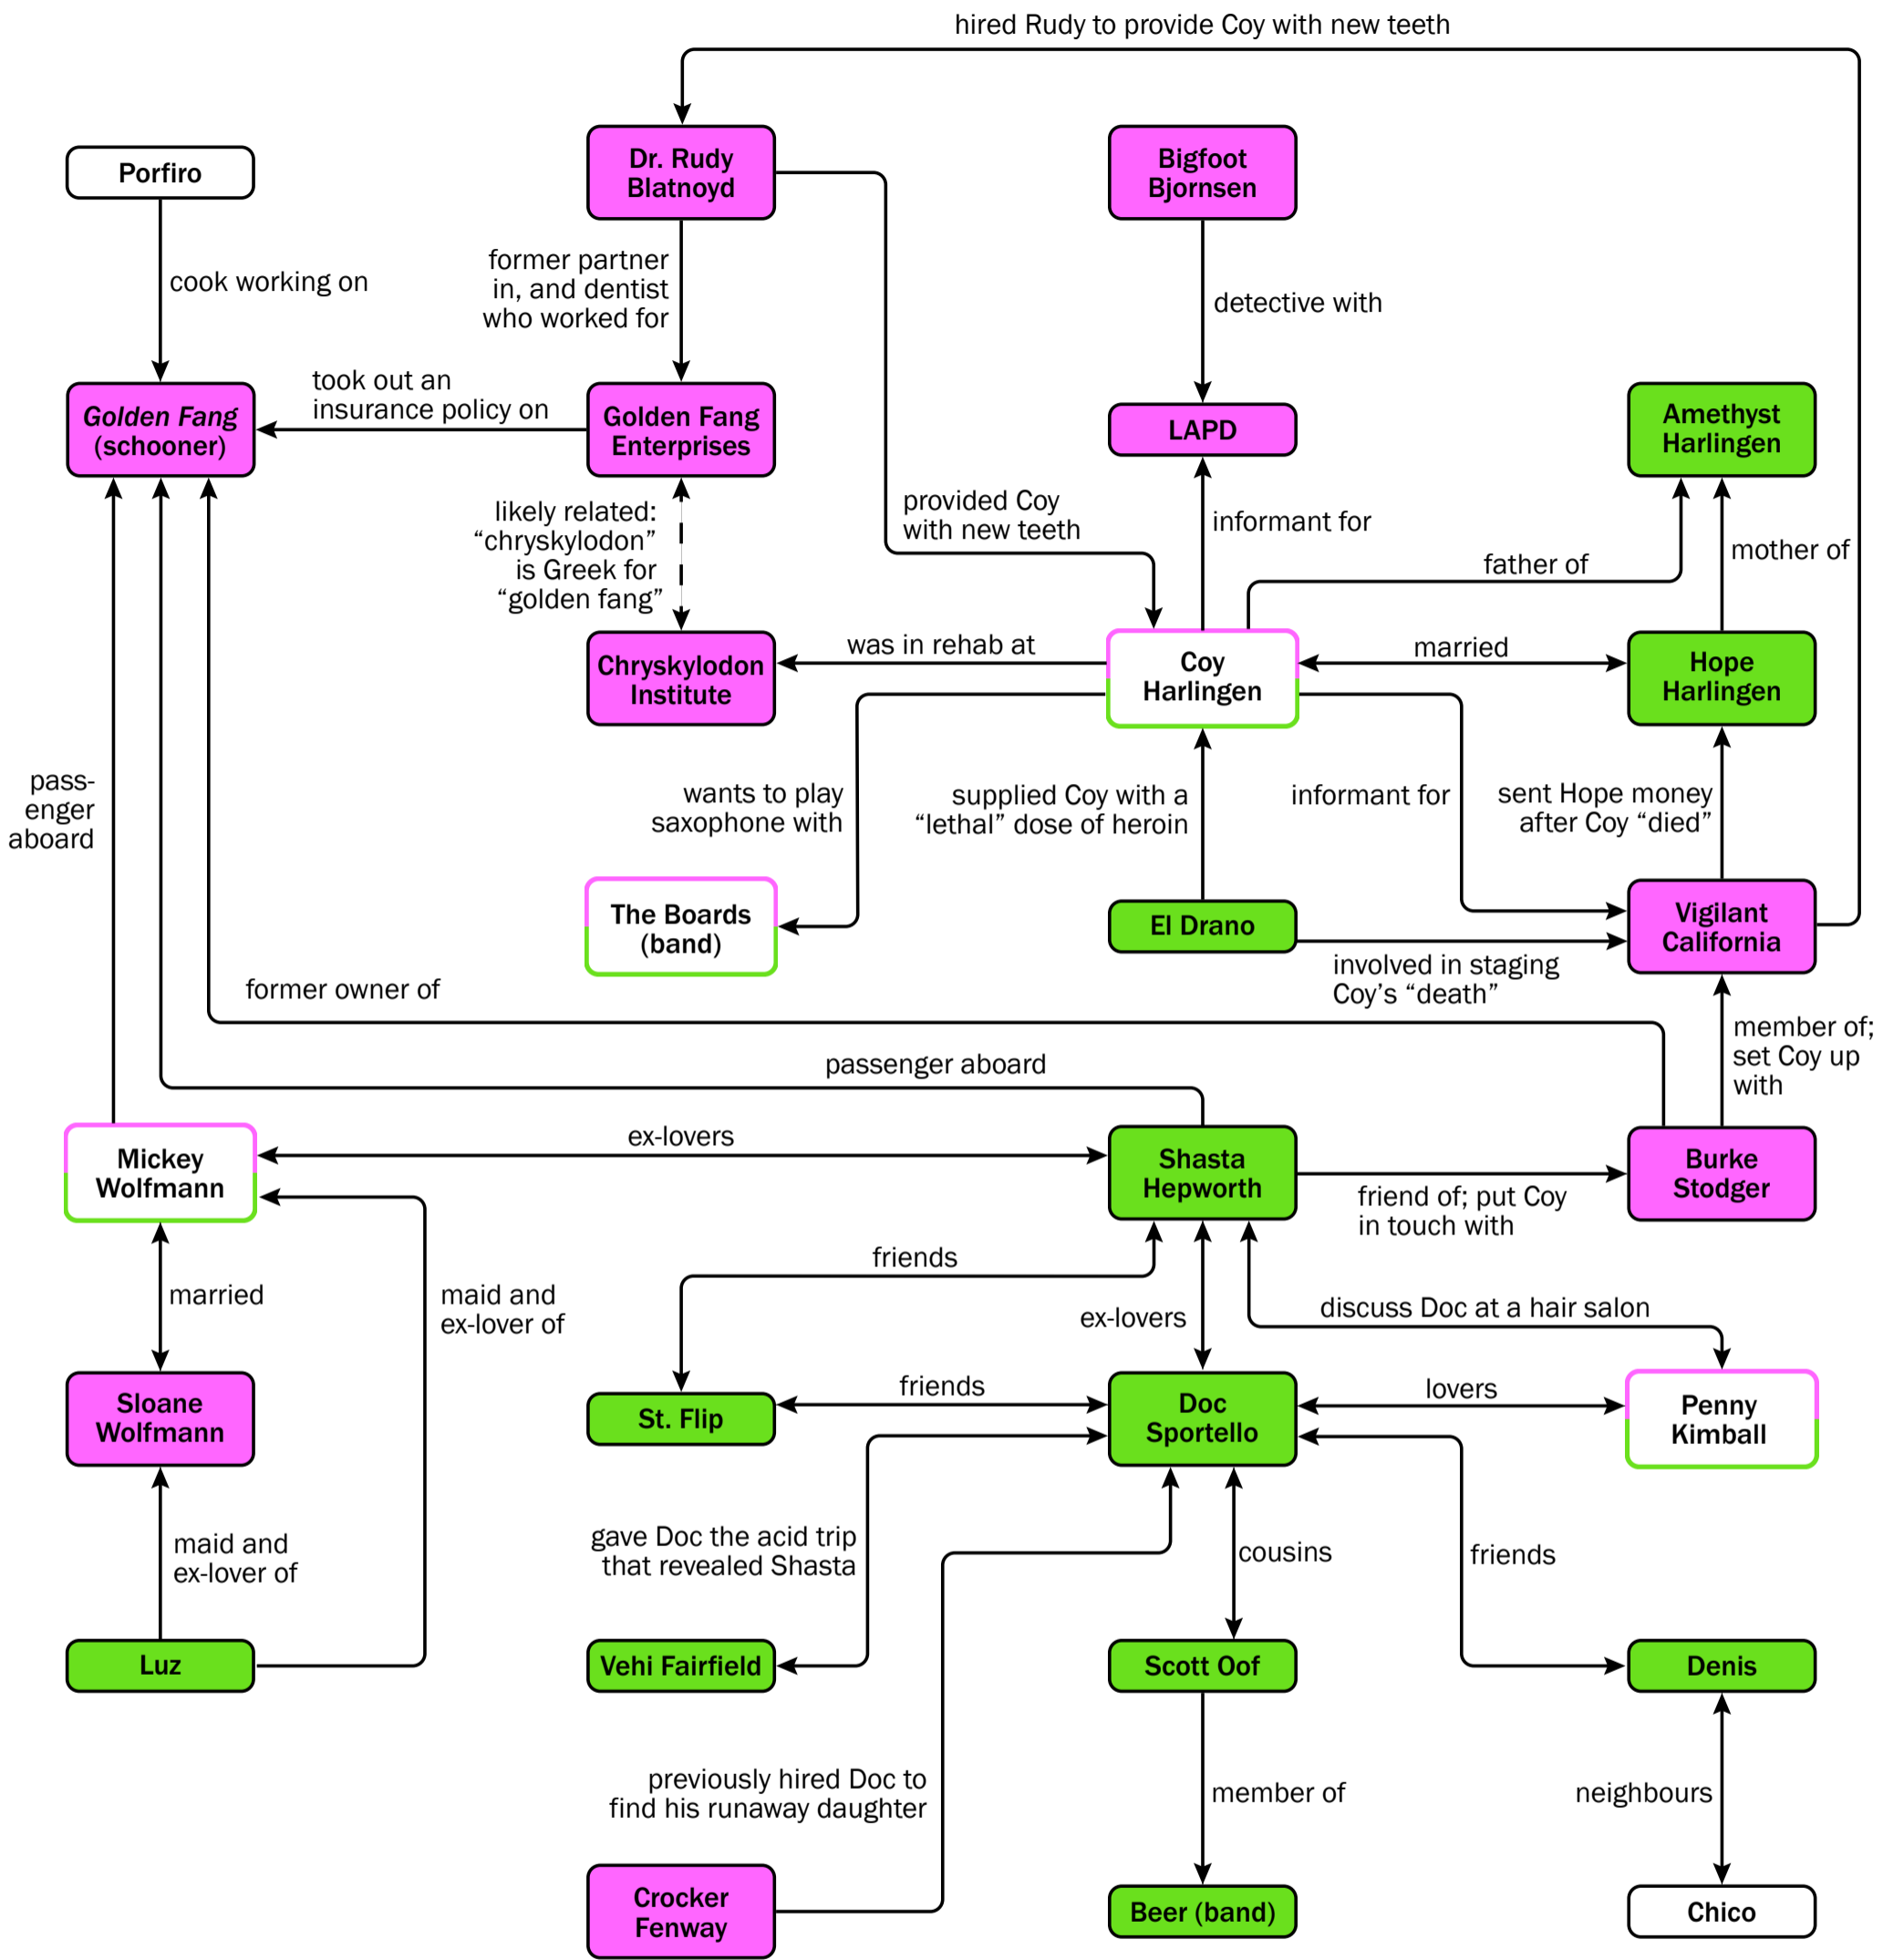 hired Rudy to provide Coy with new teeth
Porfiro
Dr. Rudy
Blatnoyd
Bigfoot
Bjornsen
cook working on
former partner
in, and dentist
who worked for
detective with
Golden Fang
(schooner)
took out an
insurance policy on
Golden Fang
Enterprises
LAPD
Amethyst
Harlingen
likely related:
“chryskylodon”
is Greek for
“golden fang”
provided Coy
with new teeth
informant for
father of
mother of
Chryskylodon
Institute
was in rehab at
Coy
Harlingen
married
Hope
Harlingen
pass-
enger
aboard
wants to play
saxophone with
supplied Coy with a
“lethal” dose of heroin
informant for
sent Hope money
after Coy “died”
The Boards
(band)
El Drano
Vigilant
California
involved in staging
Coy’s “death”
former owner of
member of;
set Coy up
with
passenger aboard
Mickey
Wolfmann
ex-lovers
Shasta
Hepworth
friend of; put Coy
in touch with
Burke
Stodger
married
maid and
ex-lover of
friends
ex-lovers
discuss Doc at a hair salon
Sloane
Wolfmann
St. Flip
friends
Doc
Sportello
lovers
Penny
Kimball
maid and
ex-lover of
gave Doc the acid trip
that revealed Shasta
cousins
friends
Luz
Vehi Fairfield
Scott Oof
Denis
previously hired Doc to
find his runaway daughter
member of
neighbours
Crocker
Fenway
Beer (band)
Chico